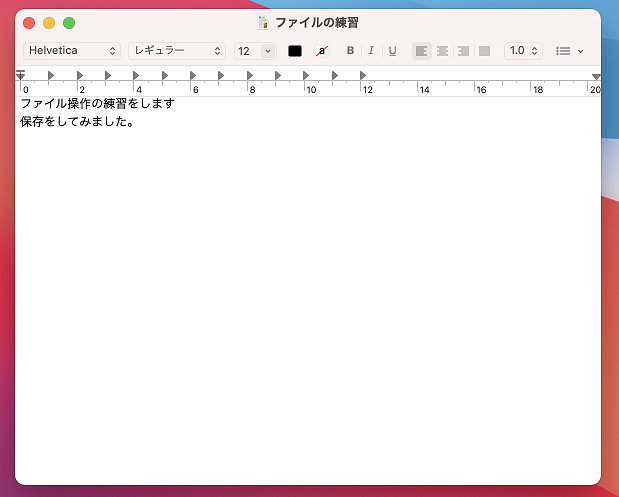 ファイルの練習
Helvetica レギュラー 12 a B I U 1.0
0 2 4 6 8 10 12 14 16 18 20
ファイル操作の練習をします
保存をしてみました。